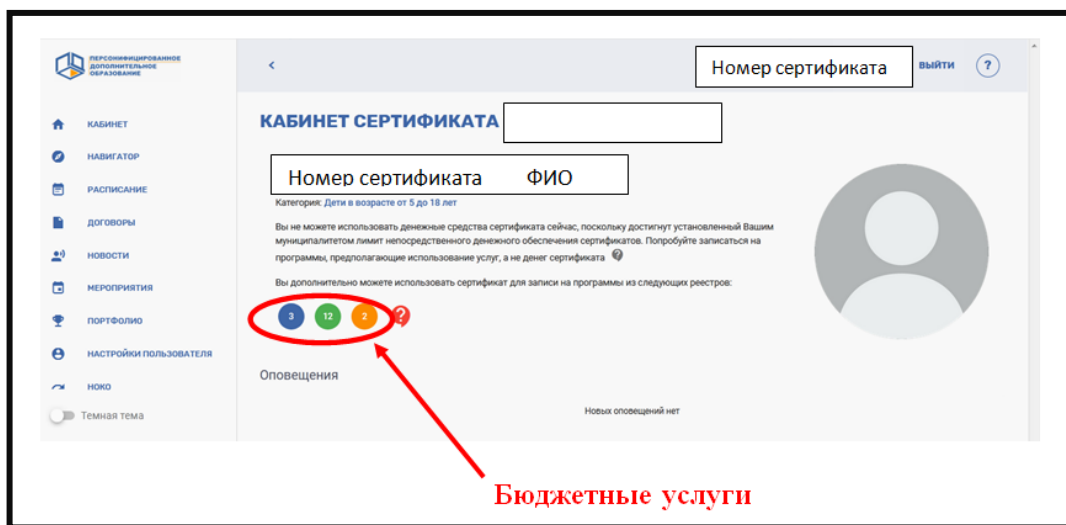 ПЕРСОНИФИЦИРОВАННОЕ
ДОПОЛНИТЕЛЬНОЕ
ОБРАЗОВАНИЕ
<
Номер сертификата
ВЫЙТИ
?
КАБИНЕТ
НАВИГАТОР
РАСПИСАНИЕ
ДОГОВОРЫ
НОВОСТИ
МЕРОПРИЯТИЯ
ПОРТФОЛИО
НАСТРОЙКИ ПОЛЬЗОВАТЕЛЯ
НОКО
Темная тема
КАБИНЕТ СЕРТИФИКАТА
Номер сертификата ФИО
Категория: Дети в возрасте от 5 до 18 лет
Вы не можете использовать денежные средства сертификата сейчас, поскольку достигнут установленный Вашим
муниципалитетом лимит непосредственного денежного обеспечения сертификатов. Попробуйте записаться на
программы, предполагающие использование услуг, а не денег сертификата ?
Вы дополнительно можете использовать сертификат для записи на программы из следующих реестров:
3 12 2 ?
Оповещения
Новых оповещений нет
Бюджетные услуги